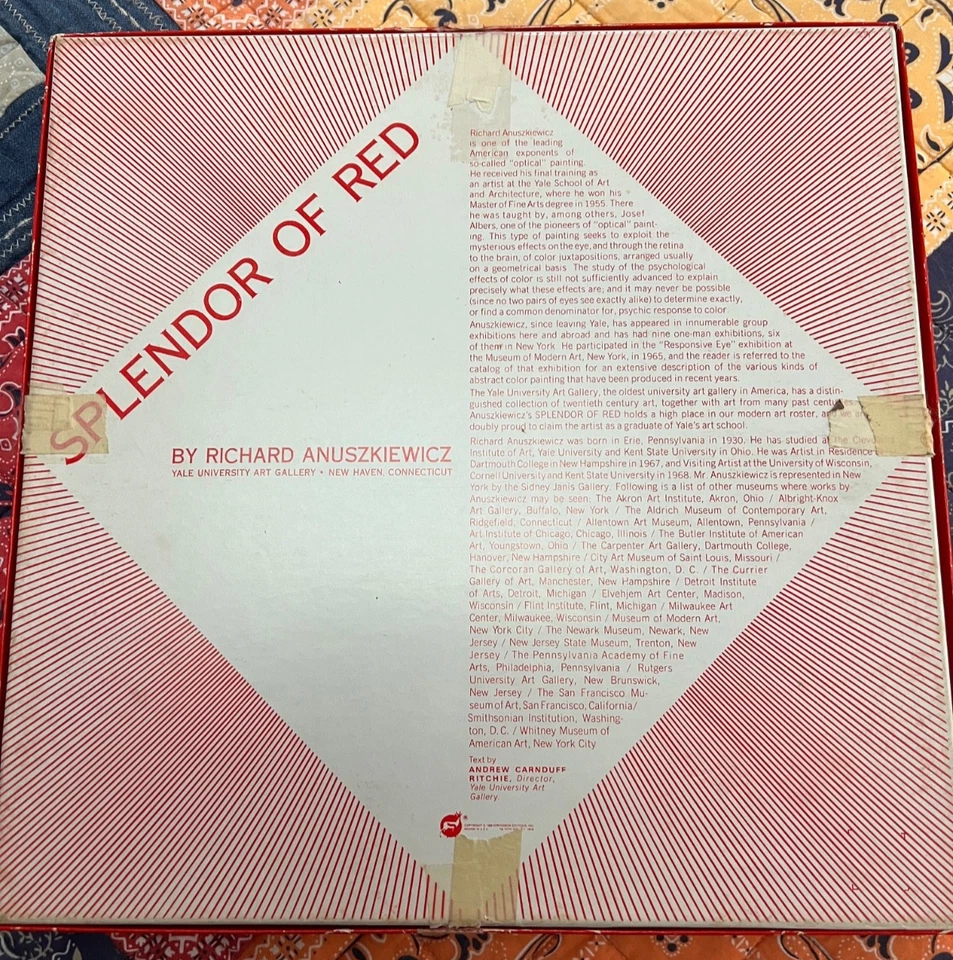 SPLENDOR OF RED
BY RICHARD ANUSZKIEWICZ
YALE UNIVERSITY ART GALLERY • NEW HAVEN, CONNECTICUT
Richard Anuszkiewicz
is one of the leading
American exponents of
so-called "optical" painting.
He received his final training as
an artist at the Yale School of Art
and Architecture, where he won his
Master of Fine Arts degree in 1955. There
he was taught by, among others, Josef
Albers, one of the pioneers of "optical" paint-
ing. This type of painting seeks to exploit the
mysterious effects on the eye, and through the retina
to the brain, of color juxtapositions, arranged usually
on a geometrical basis. The study of the psychological
effects of color is still not sufficiently advanced to explain
precisely what these effects are; and it may never be possible
(since no two pairs of eyes see exactly alike) to determine exactly,
or find a common denominator for, psychic response to color.
Anuszkiewicz, since leaving Yale, has appeared in innumerable group
exhibitions here and abroad and has had nine one-man exhibitions, six
of them in New York. He participated in the "Responsive Eye" exhibition at
the Museum of Modern Art, New York, in 1965, and the reader is referred to the
catalog of that exhibition for an extensive description of the various kinds of
abstract color painting that have been produced in recent years.
The Yale University Art Gallery, the oldest university art gallery in America, has a distin-
guished collection of twentieth century art, together with art from many past centu
Anuszkiewicz's SPLENDOR OF RED holds a high place in our modern art roster, and we are
doubly proud to claim the artist as a graduate of Yale's art school.
Richard Anuszkiewicz was born in Erie, Pennsylvania in 1930. He has studied at the Cleveland
Institute of Art, Yale University and Kent State University in Ohio. He was Artist in Residence
Dartmouth College in New Hampshire in 1967, and Visiting Artist at the University of Wisconsin,
Cornell University and Kent State University in 1968. Mr. Anuszkiewicz is represented in New
York by the Sidney Janis Gallery. Following is a list of other museums where works by
Anuszkiewicz may be seen: The Akron Art Institute, Akron, Ohio / Albright-Knox
Art Gallery, Buffalo, New York / The Aldrich Museum of Contemporary Art,
Ridgefield, Connecticut / Allentown Art Museum, Allentown, Pennsylvania /
Art Institute of Chicago, Chicago, Illinois / The Butler Institute of American
Art, Youngstown, Ohio / The Carpenter Art Gallery, Dartmouth College,
Hanover, New Hampshire / City Art Museum of Saint Louis, Missouri /
The Corcoran Gallery of Art, Washington, D. C. / The Currier
Gallery of Art, Manchester, New Hampshire / Detroit Institute
of Arts, Detroit, Michigan / Elvehjem Art Center, Madison,
Wisconsin / Flint Institute, Flint, Michigan / Milwaukee Art
Center, Milwaukee, Wisconsin / Museum of Modern Art,
New York City / The Newark Museum, Newark, New
Jersey / New Jersey State Museum, Trenton, New
Jersey / The Pennsylvania Academy of Fine
Arts, Philadelphia, Pennsylvania / Rutgers
University Art Gallery, New Brunswick,
New Jersey / The San Francisco Mu-
seum of Art, San Francisco, California/
Smithsonian Institution, Washing-
ton, D.C. / Whitney Museum of
American Art, New York City
Text by
ANDREW CARNDUFF
RITCHIE, Director,
Yale University Art
Gallery.